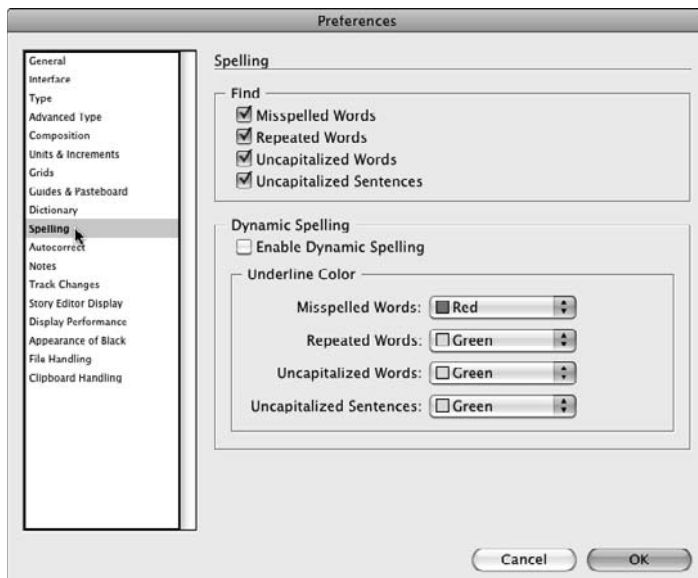 Preferences
General
Interface
Type
Advanced Type
Composition
Units & Increments
Grids
Guides & Pasteboard
Dictionary
Spelling
Autocorrect
Notes
Track Changes
Story Editor Display
Display Performance
Appearance of Black
File Handling
Clipboard Handling
Spelling
Find
Misspelled Words
Repeated Words
Uncapitalized Words
Uncapitalized Sentences
Dynamic Spelling
Enable Dynamic Spelling
Underline Color
Misspelled Words: Red
Repeated Words: Green
Uncapitalized Words: Green
Uncapitalized Sentences: Green
Cancel OK